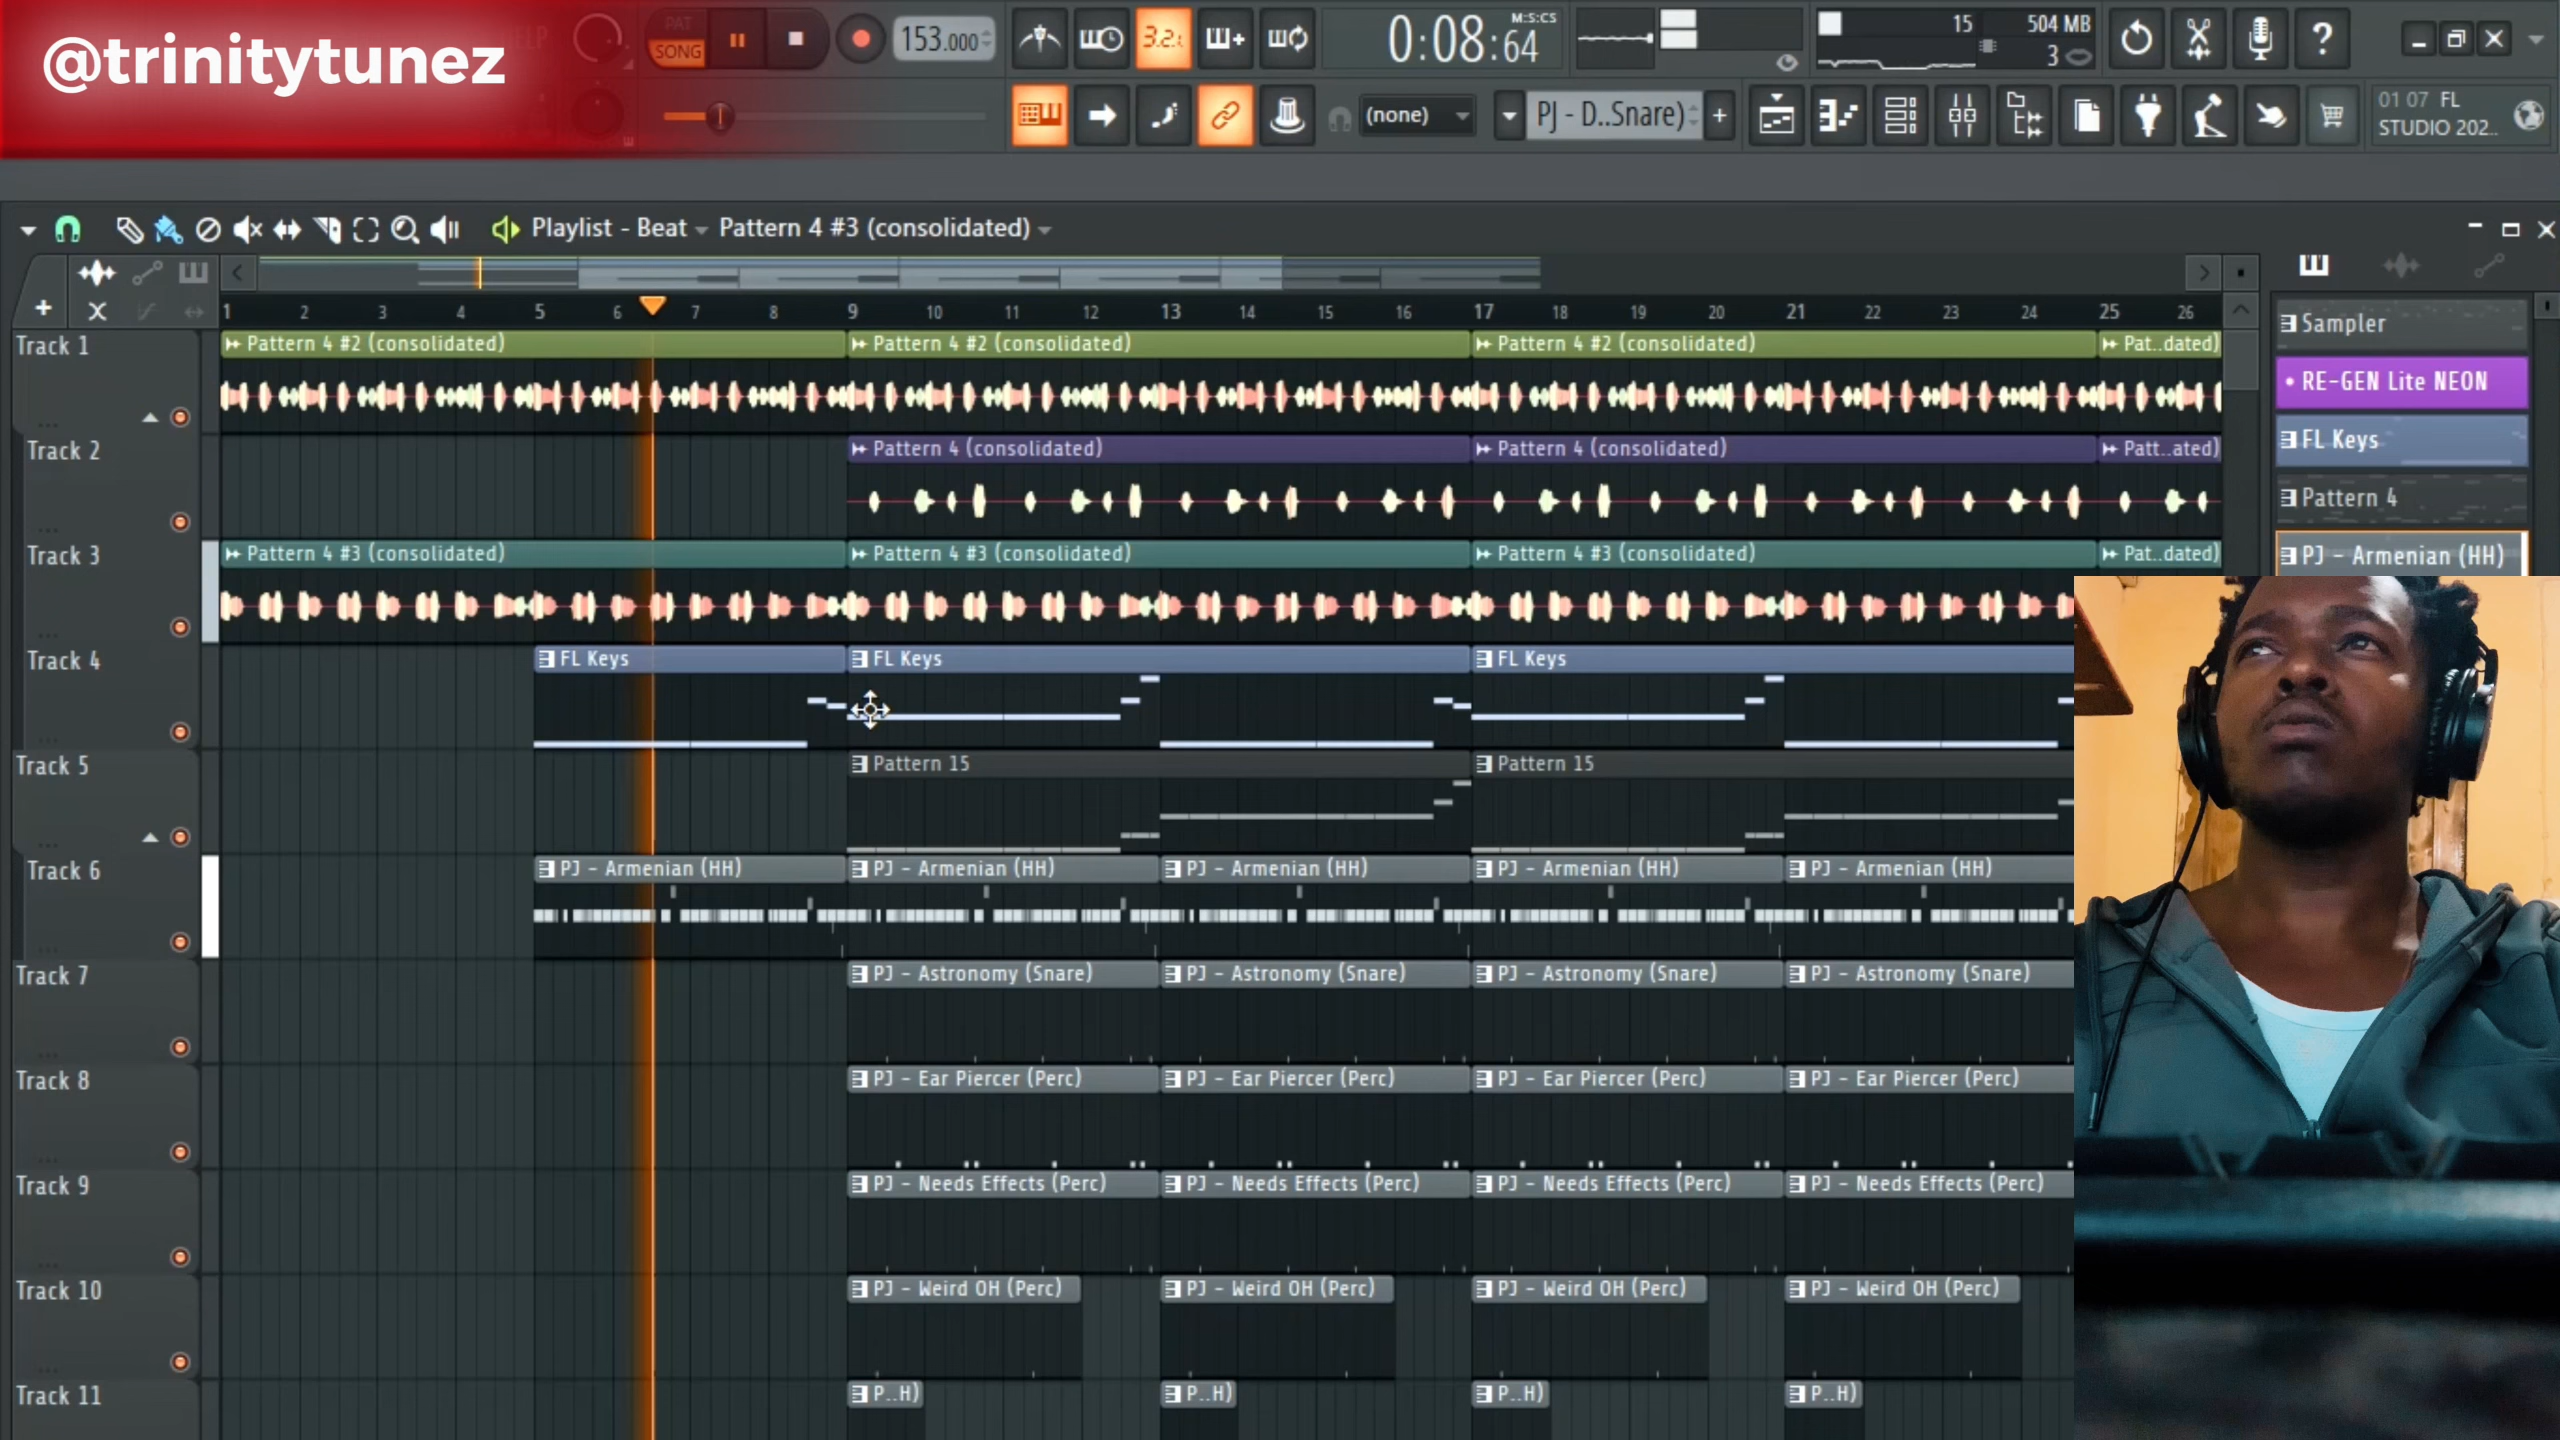 @trinitytunez
PAT
SONG
153.000
3.2.
0:08:64
M:S:CS
15
504 MB
3
(none)
PJ - D..Snare)
01 07 FL
STUDIO 202..
Playlist - Beat
Pattern 4 #3 (consolidated)
1 2 3 4 5 6 7 8 9 10 11 12 13 14 15 16 17 18 19 20 21 22 23 24 25 26
Track 1
Pattern 4 #2 (consolidated)
Pattern 4 #2 (consolidated)
Pattern 4 #2 (consolidated)
Pat..dated)
Track 2
Pattern 4 (consolidated)
Pattern 4 (consolidated)
Patt..ated)
Track 3
Pattern 4 #3 (consolidated)
Pattern 4 #3 (consolidated)
Pattern 4 #3 (consolidated)
Pat..dated)
Track 4
FL Keys
FL Keys
FL Keys
Track 5
Pattern 15
Pattern 15
Track 6
PJ - Armenian (HH)
PJ - Armenian (HH)
PJ - Armenian (HH)
PJ - Armenian (HH)
PJ - Armenian (HH)
Track 7
PJ - Astronomy (Snare)
PJ - Astronomy (Snare)
PJ - Astronomy (Snare)
PJ - Astronomy (Snare)
Track 8
PJ - Ear Piercer (Perc)
PJ - Ear Piercer (Perc)
PJ - Ear Piercer (Perc)
PJ - Ear Piercer (Perc)
Track 9
PJ - Needs Effects (Perc)
PJ - Needs Effects (Perc)
PJ - Needs Effects (Perc)
PJ - Needs Effects (Perc)
Track 10
PJ - Weird OH (Perc)
PJ - Weird OH (Perc)
PJ - Weird OH (Perc)
PJ - Weird OH (Perc)
Track 11
P..H)
P..H)
P..H)
P..H)
Sampler
RE-GEN Lite NEON
FL Keys
Pattern 4
PJ - Armenian (HH)